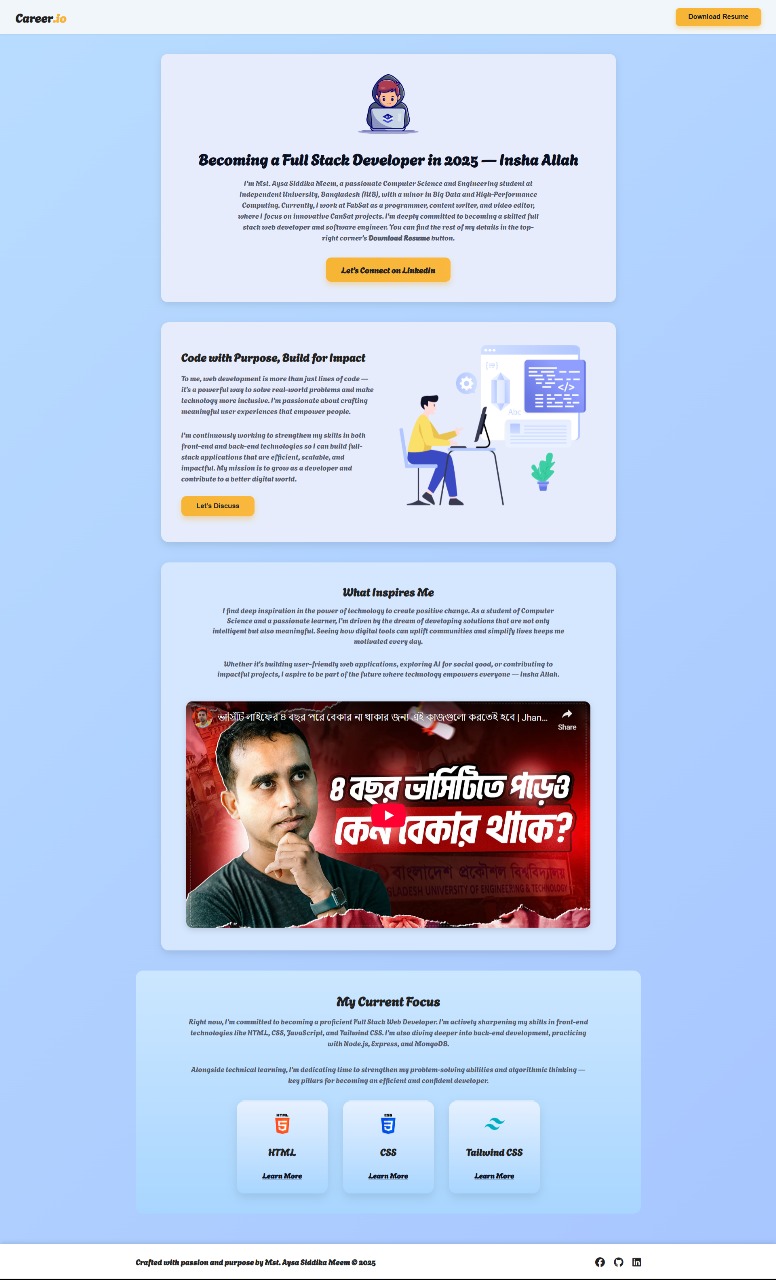 Career.io
Download Resume
Becoming a Full Stack Developer in 2025 — Insha Allah
I'm Mst. Aysa Siddika Meem, a passionate Computer Science and Engineering student at
Independent University, Bangladesh (IUB), with a minor in Big Data and High-Performance
Computing. Currently, I work at FabSat as a programmer, content writer, and video editor,
where I focus on innovative CanSat projects. I'm deeply committed to becoming a skilled full
stack web developer and software engineer. You can find the rest of my details in the top-
right corner's Download Resume button.
Let's Connect on Linkedin
Code with Purpose, Build for Impact
To me, web development is more than just lines of code —
it's a powerful way to solve real-world problems and make
technology more inclusive. I'm passionate about crafting
meaningful user experiences that empower people.
I'm continuously working to strengthen my skills in both
front-end and back-end technologies so I can build full-
stack applications that are efficient, scalable, and
impactful. My mission is to grow as a developer and
contribute to a better digital world.
Let's Discuss
{···}
</>
Abc
What Inspires Me
I find deep inspiration in the power of technology to create positive change. As a student of Computer
Science and a passionate learner, I'm driven by the dream of developing solutions that are not only
intelligent but also meaningful. Seeing how digital tools can uplift communities and simplify lives keeps me
motivated every day.
Whether it's building user-friendly web applications, exploring AI for social good, or contributing to
impactful projects, I aspire to be part of the future where technology empowers everyone — Insha Allah.
ভার্সিটি লাইফের ৪ বছর পরে বেকার না থাকার জন্য এই কাজগুলো করতেই হবে | Jhan...
Share
৪ বছর ভার্সিটিতে পড়েও
কেন বেকার থাকে?
বাংলাদেশ প্রকৌশল বিশ্ববিদ্যালয়
BANGLADESH UNIVERSITY OF ENGINEERING & TECHNOLOGY
My Current Focus
Right now, I'm committed to becoming a proficient Full Stack Web Developer. I'm actively sharpening my skills in front-end
technologies like HTML, CSS, JavaScript, and Tailwind CSS. I'm also diving deeper into back-end development, practicing
with Node.js, Express, and MongoDB.
Alongside technical learning, I'm dedicating time to strengthen my problem-solving abilities and algorithmic thinking —
key pillars for becoming an efficient and confident developer.
HTML
5
HTML
Learn More
CSS
3
CSS
Learn More
Tailwind CSS
Learn More
Crafted with passion and purpose by Mst. Aysa Siddika Meem © 2025